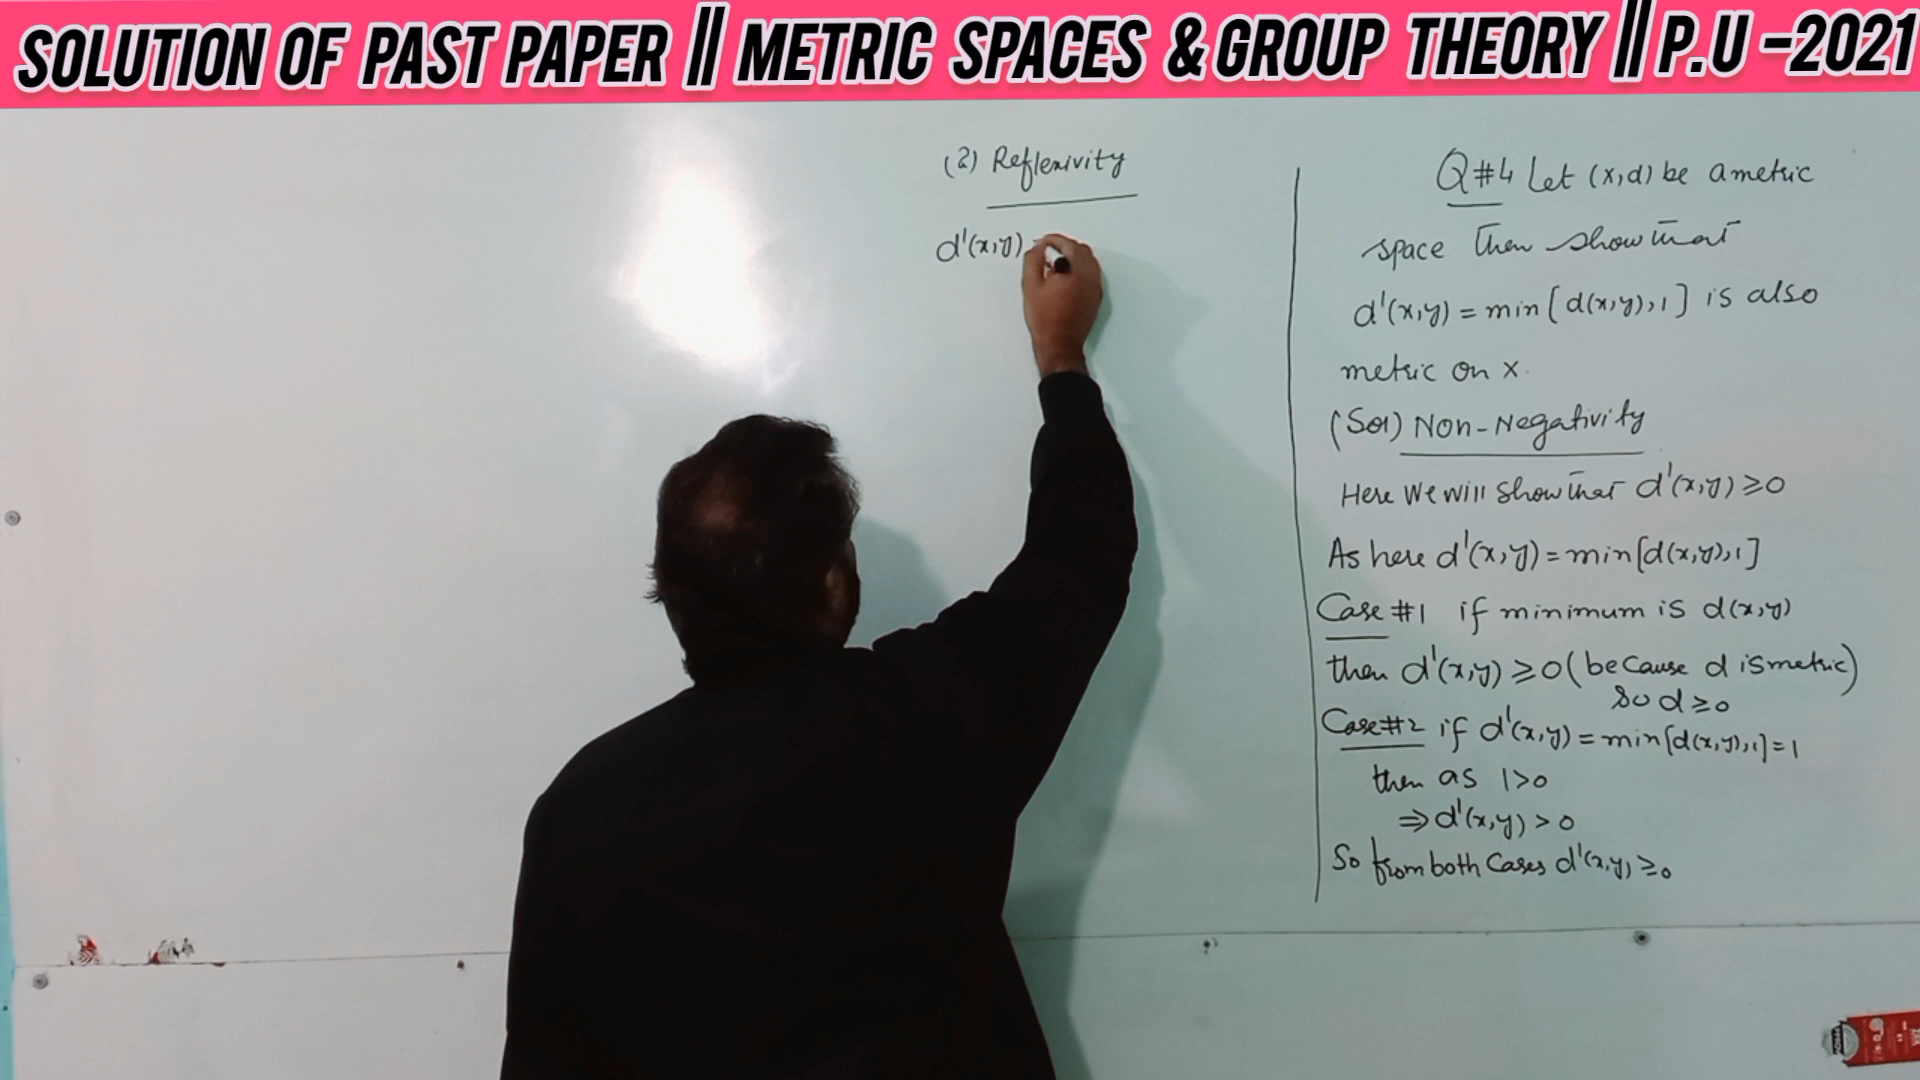 SOLUTION OF PAST PAPER || METRIC SPACES & GROUP THEORY || P.U -2021
(2) Reflexivity
d'(x,y) =
Q#4 Let (x,d) be a metric
space then show that
d'(x,y) = min[d(x,y),1] is also
metric on x.
(Sol) Non-Negativity
Here We will show that d'(x,y) ≥ 0
As here d'(x,y) = min[d(x,y),1]
Case #1 if minimum is d(x,y)
then d'(x,y) ≥ 0 (because d is metric)
so d ≥ 0
Case #2 if d'(x,y) = min[d(x,y),1] = 1
then as 1>0
⇒ d'(x,y) > 0
So from both Cases d'(x,y) ≥ 0